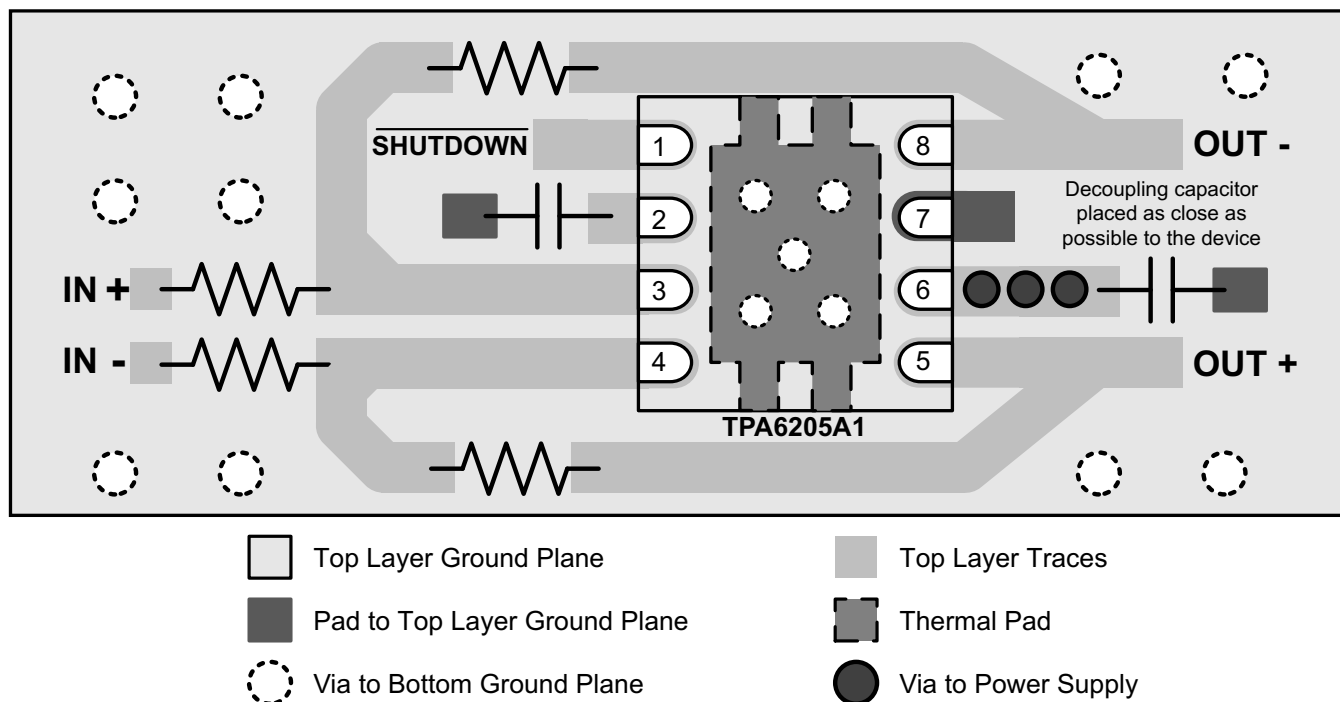 SHUTDOWN
1
8
OUT -
Decoupling capacitor
placed as close as
possible to the device
2
7
IN +
3
6
IN -
4
5
OUT +
TPA6205A1
Top Layer Ground Plane
Top Layer Traces
Pad to Top Layer Ground Plane
Thermal Pad
Via to Bottom Ground Plane
Via to Power Supply